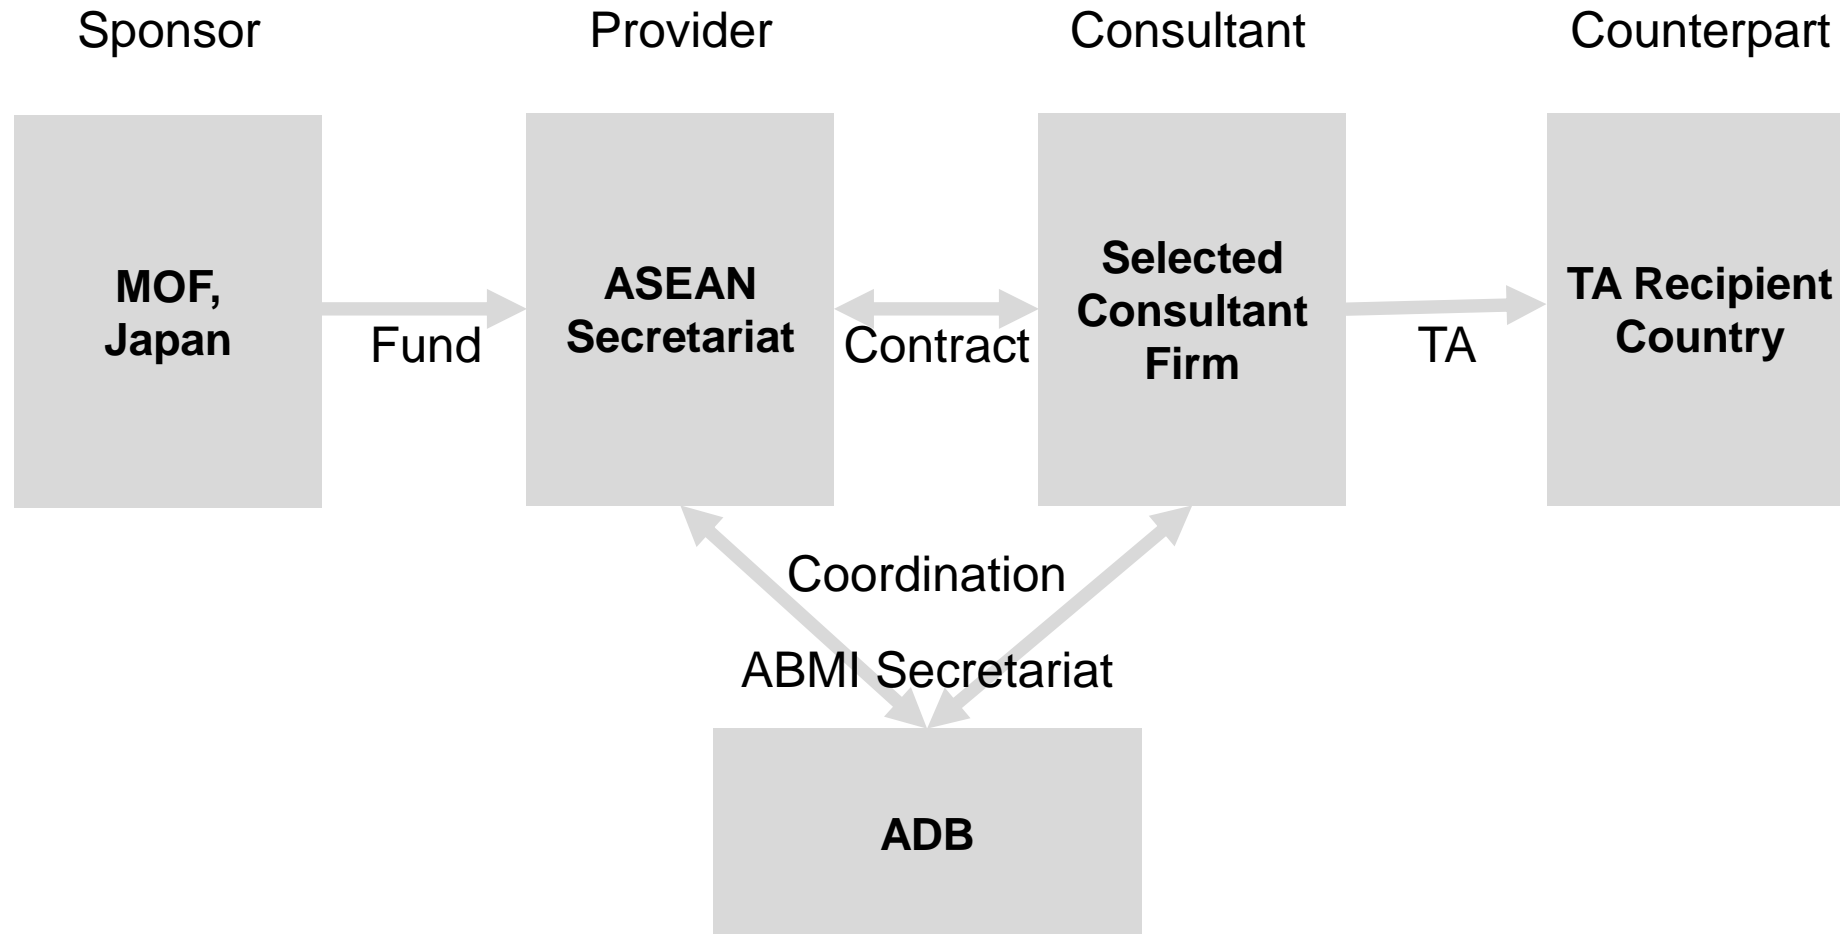 Sponsor
Provider
Consultant
Counterpart
MOF,
Japan
Fund
ASEAN
Secretariat
Contract
Selected
Consultant
Firm
TA
TA Recipient
Country
Coordination
ABMI Secretariat
ADB